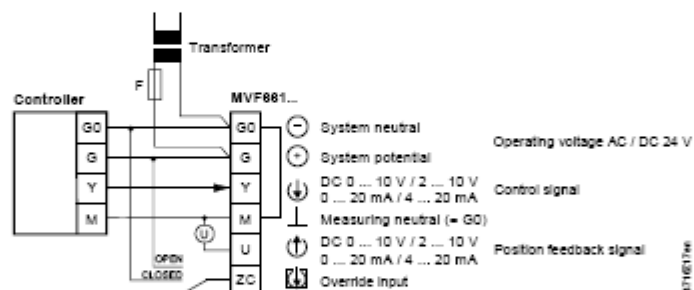 Transformer
F
Controller
MVF661...
G0
G
Y
M
G0
G
Y
M
U
ZC
U
OPEN
CLOSED
System neutral
System potential
Operating voltage AC / DC 24 V
DC 0 ... 10 V / 2 ... 10 V
0 ... 20 mA / 4 ... 20 mA
Control signal
Measuring neutral (= G0)
DC 0 ... 10 V / 2 ... 10 V
0 ... 20 mA / 4 ... 20 mA
Position feedback signal
Override input